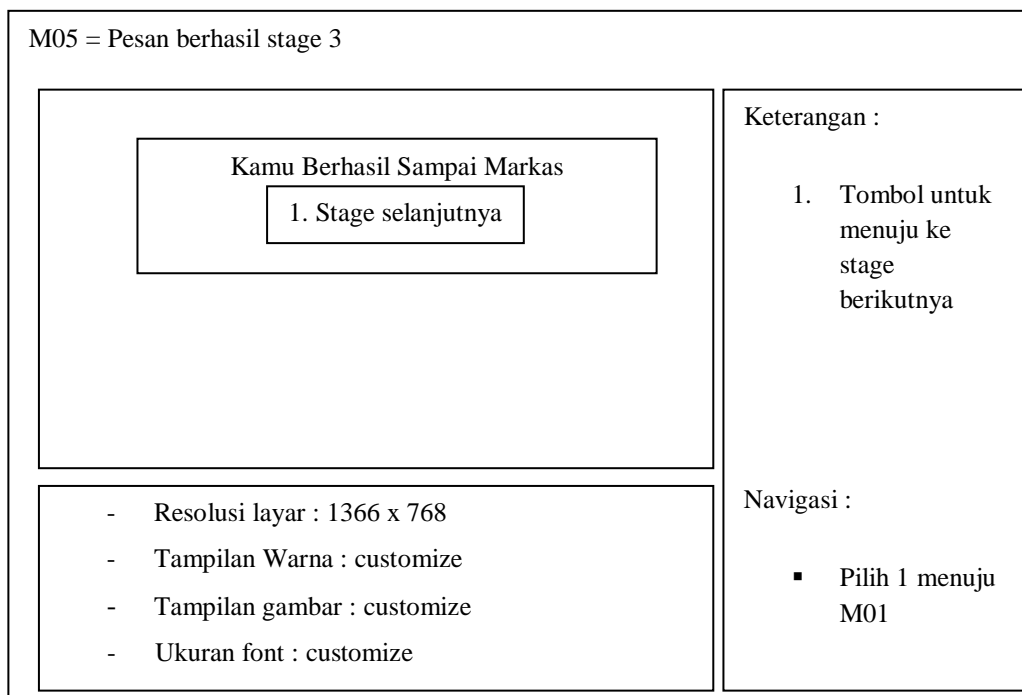 M05 = Pesan berhasil stage 3
Kamu Berhasil Sampai Markas
1. Stage selanjutnya
Keterangan :
1. Tombol untuk
menuju ke
stage
berikutnya
- Resolusi layar : 1366 x 768
- Tampilan Warna : customize
- Tampilan gambar : customize
- Ukuran font : customize
Navigasi :
▪ Pilih 1 menuju
M01